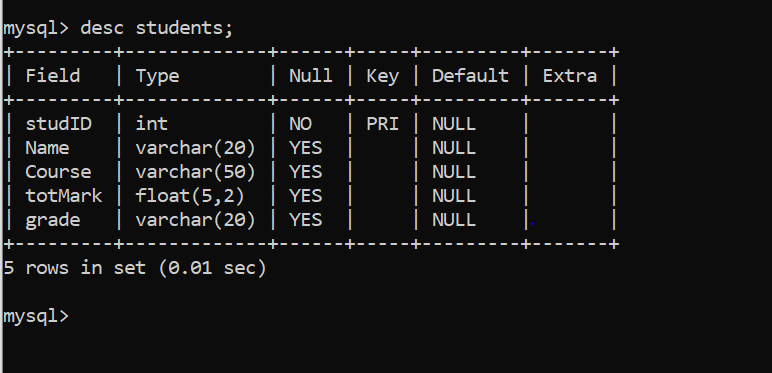 mysql> desc students;
+---------+-------------+------+-----+---------+-------+
| Field   | Type        | Null | Key | Default | Extra |
+---------+-------------+------+-----+---------+-------+
| studID  | int         | NO   | PRI | NULL    |       |
| Name    | varchar(20) | YES  |     | NULL    |       |
| Course  | varchar(50) | YES  |     | NULL    |       |
| totMark | float(5,2)  | YES  |     | NULL    |       |
| grade   | varchar(20) | YES  |     | NULL    |       |
+---------+-------------+------+-----+---------+-------+
5 rows in set (0.01 sec)
mysql>